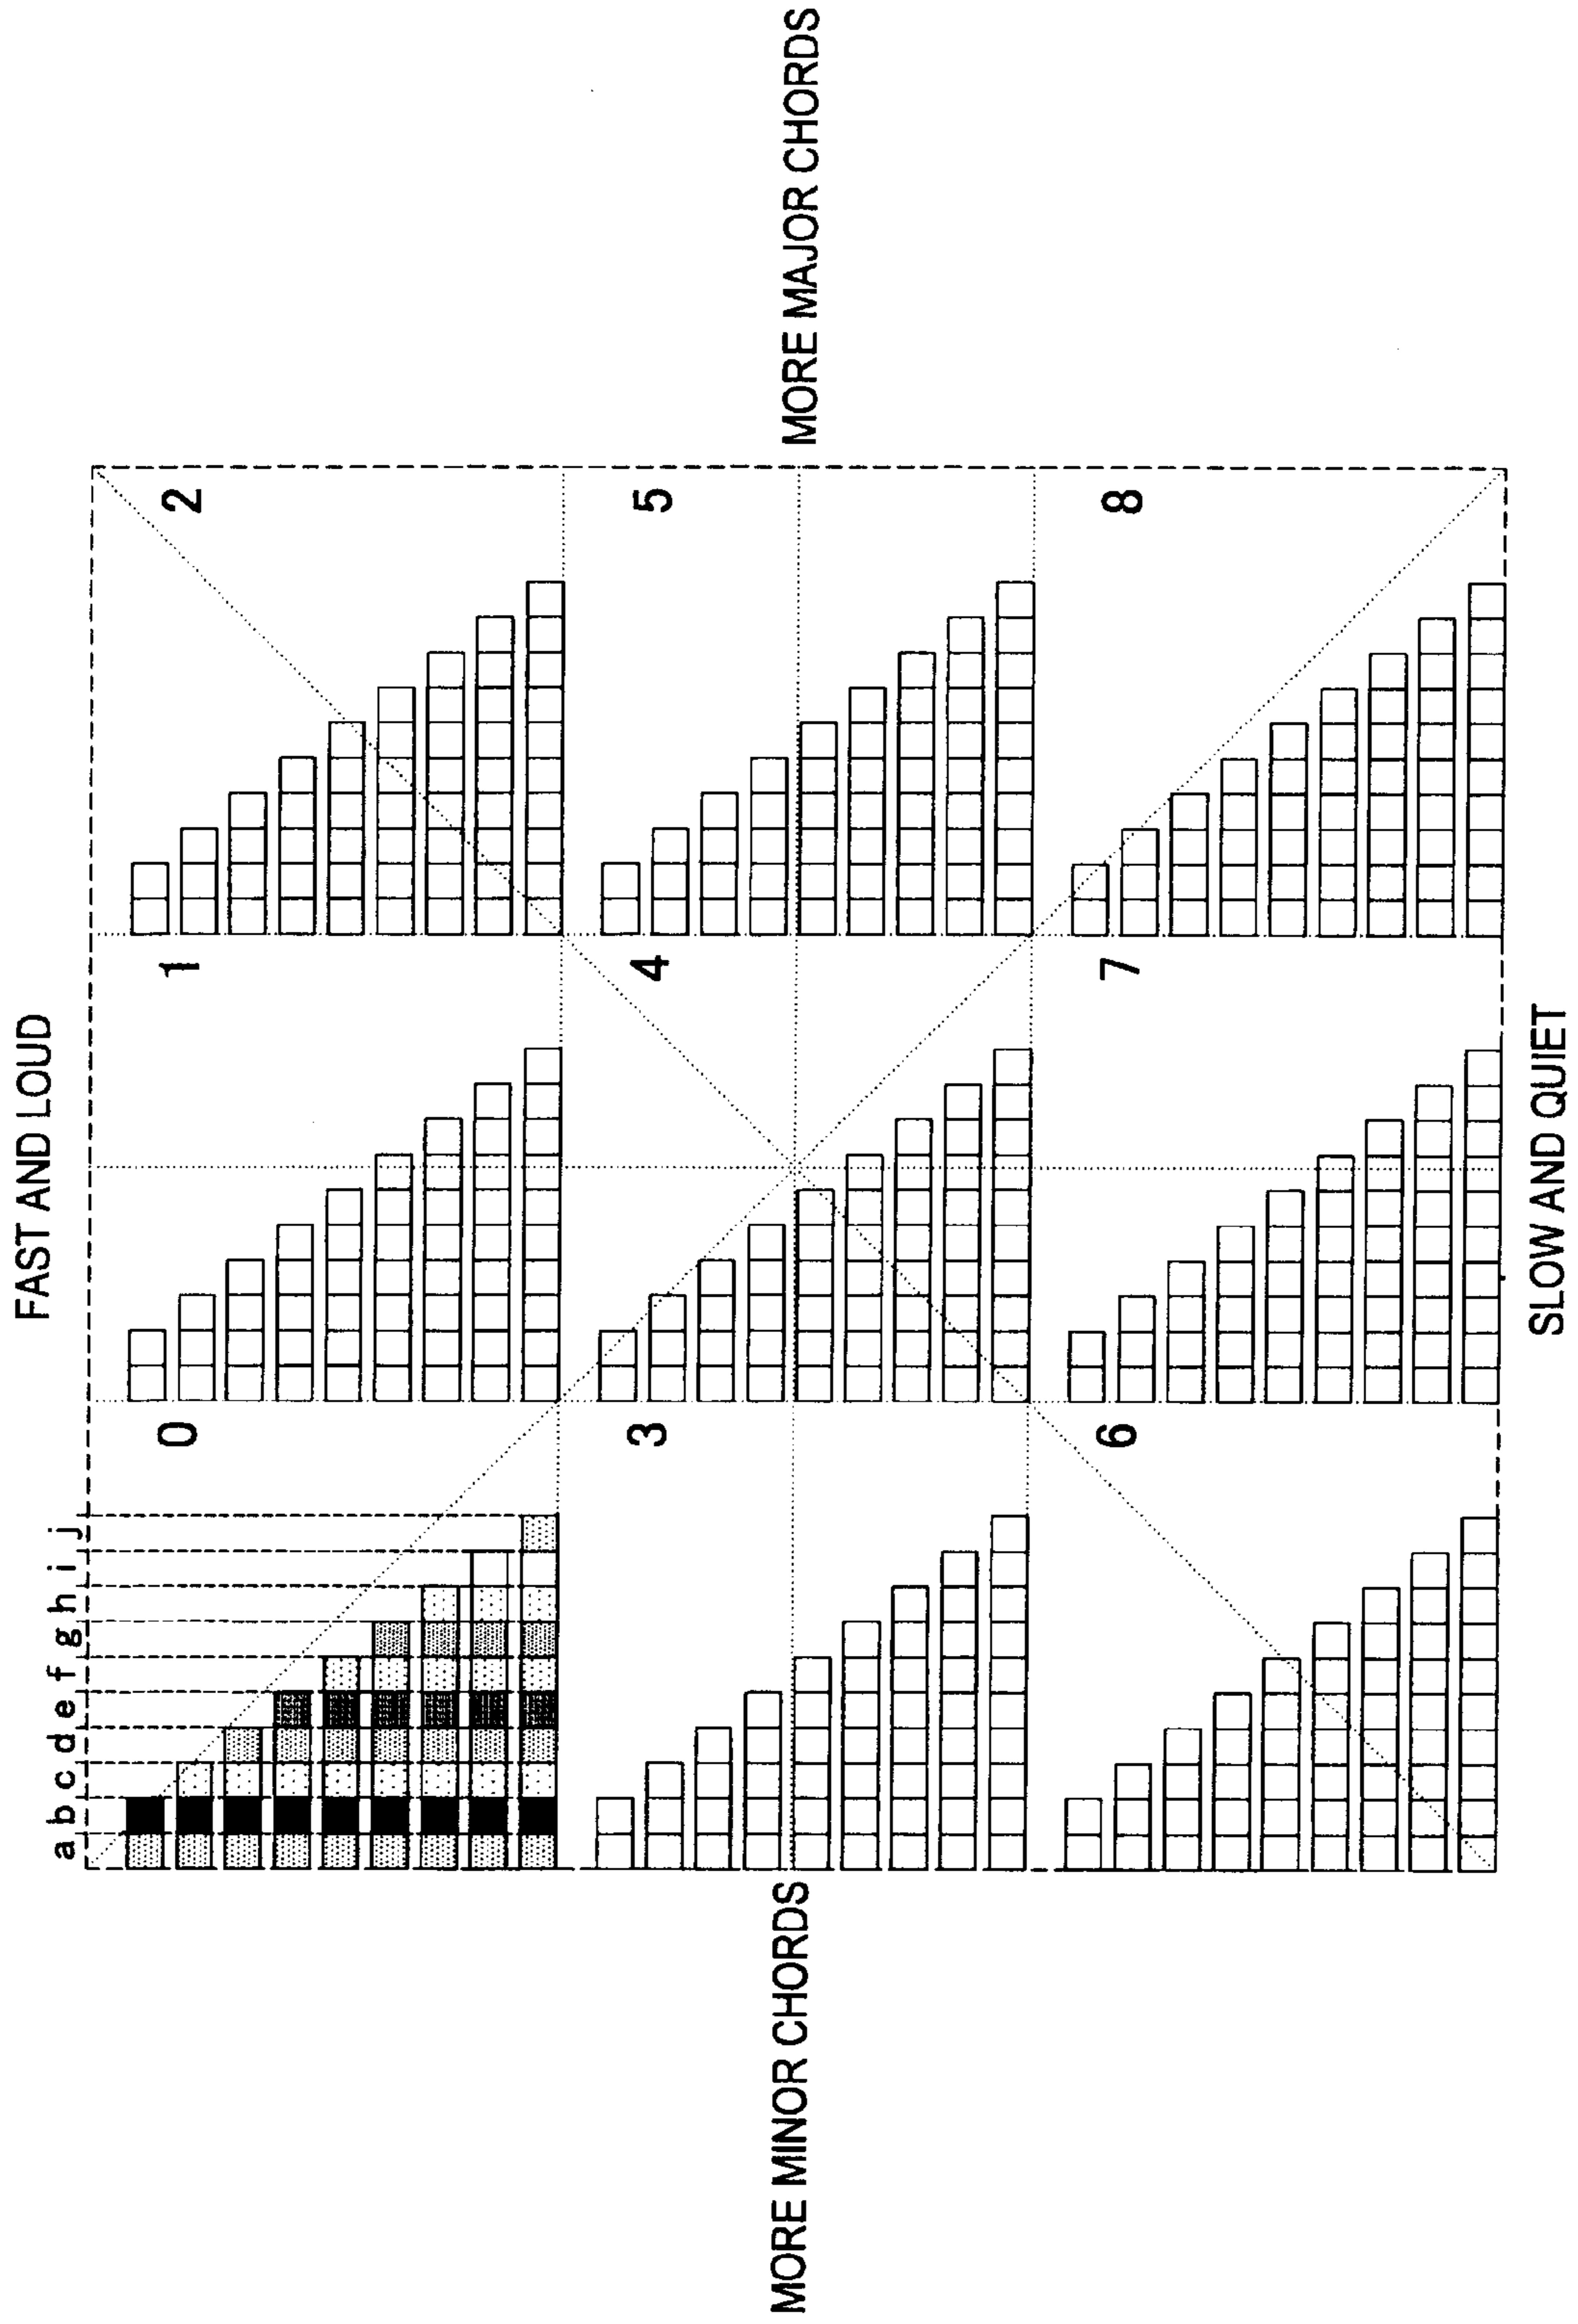 FAST AND LOUD
a b c d e f g h i j
0
1
2
MORE MINOR CHORDS
3
4
5
MORE MAJOR CHORDS
6
7
8
SLOW AND QUIET